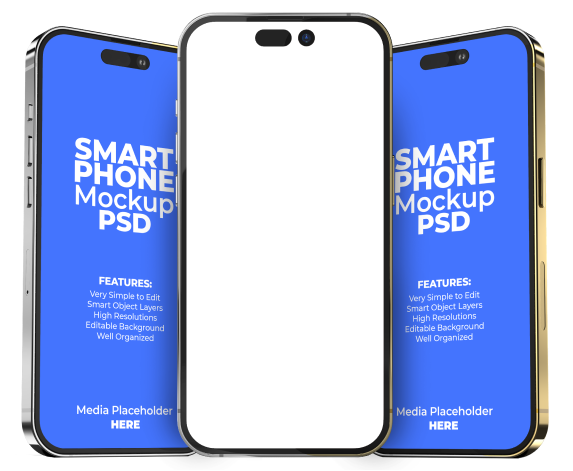 SMART
PHONE
Mockup
PSD
FEATURES:
Very Simple to Edit
Smart Object Layers
High Resolutions
Editable Background
Well Organized
Media Placeholder
HERE
SMART
PHONE
Mockup
PSD
FEATURES:
Very Simple to Edit
Smart Object Layers
High Resolutions
Editable Background
Well Organized
Media Placeholder
HERE